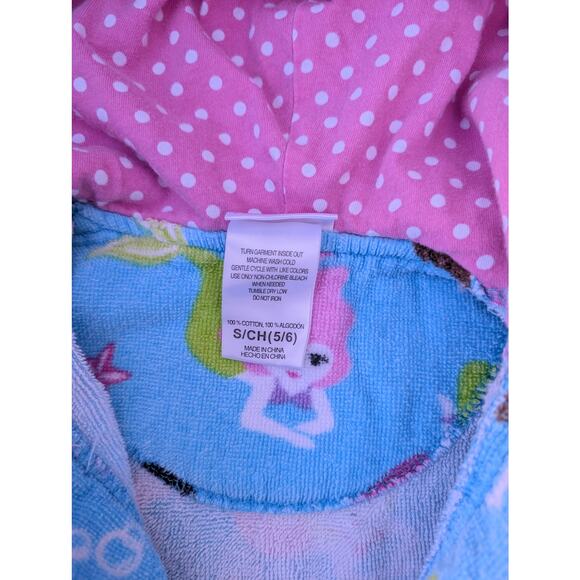 TURN GARMENT INSIDE OUT
MACHINE WASH COLD
GENTLE CYCLE WITH LIKE COLORS
USE ONLY NON-CHLORINE BLEACH
WHEN NEEDED
TUMBLE DRY LOW
DO NOT IRON
100 % COTTON, 100 % ALGODÓN
S/CH(5/6)
MADE IN CHINA
HECHO EN CHINA